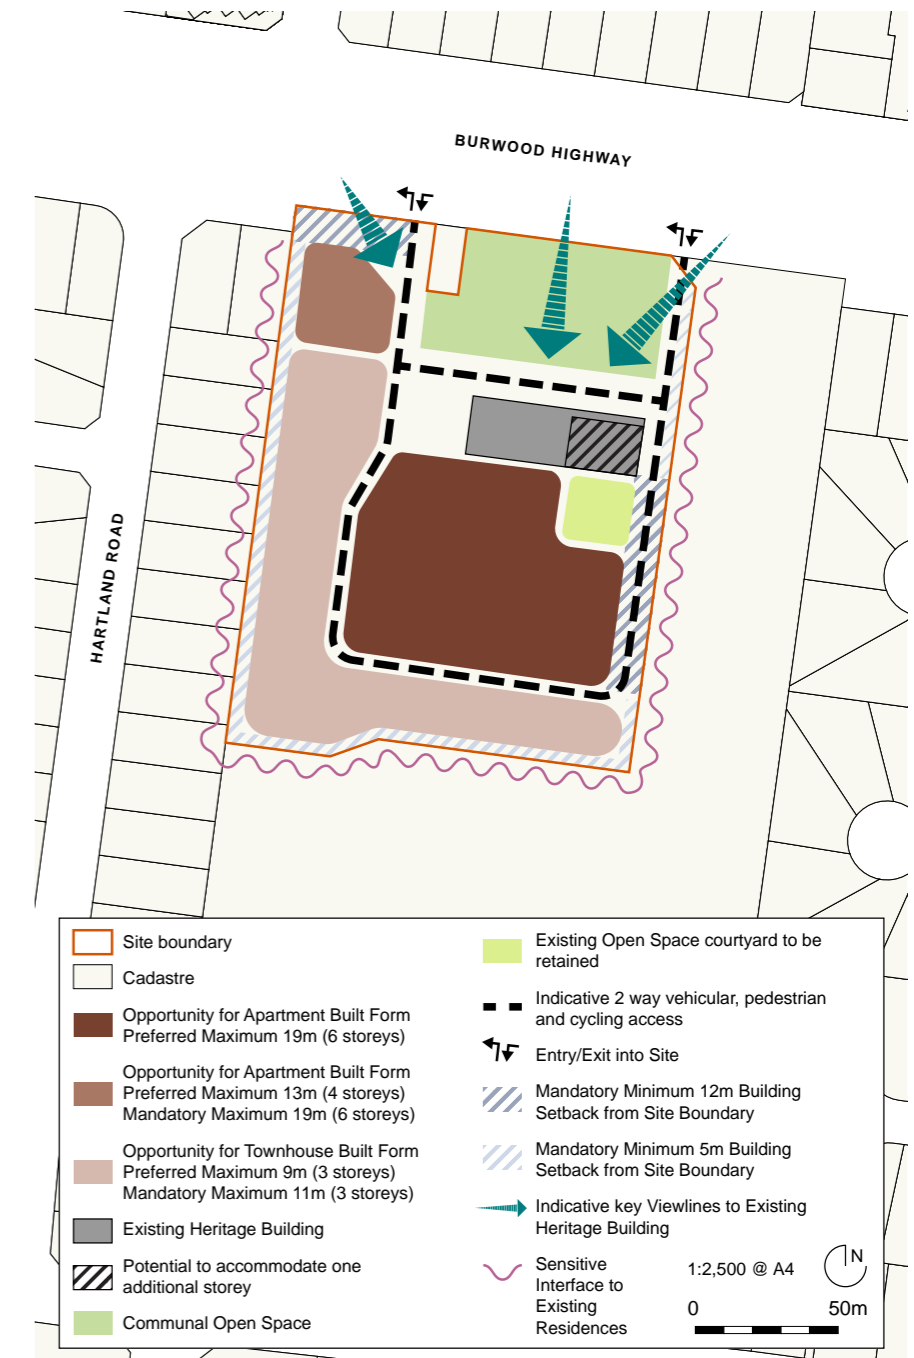 BURWOOD HIGHWAY
HARTLAND ROAD
Site boundary
Cadastre
Opportunity for Apartment Built Form
Preferred Maximum 19m (6 storeys)
Opportunity for Apartment Built Form
Preferred Maximum 13m (4 storeys)
Mandatory Maximum 19m (6 storeys)
Opportunity for Townhouse Built Form
Preferred Maximum 9m (3 storeys)
Mandatory Maximum 11m (3 storeys)
Existing Heritage Building
Potential to accommodate one
additional storey
Communal Open Space
Existing Open Space courtyard to be
retained
Indicative 2 way vehicular, pedestrian
and cycling access
Entry/Exit into Site
Mandatory Minimum 12m Building
Setback from Site Boundary
Mandatory Minimum 5m Building
Setback from Site Boundary
Indicative key Viewlines to Existing
Heritage Building
Sensitive
Interface to
Existing
Residences
1:2,500 @ A4
N
0 50m